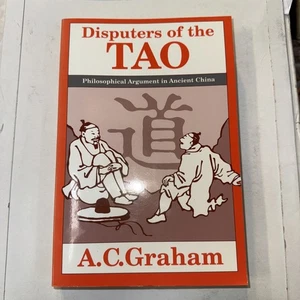 Disputers of the
TAO
Philosophical Argument in Ancient China
道
A.C.Graham